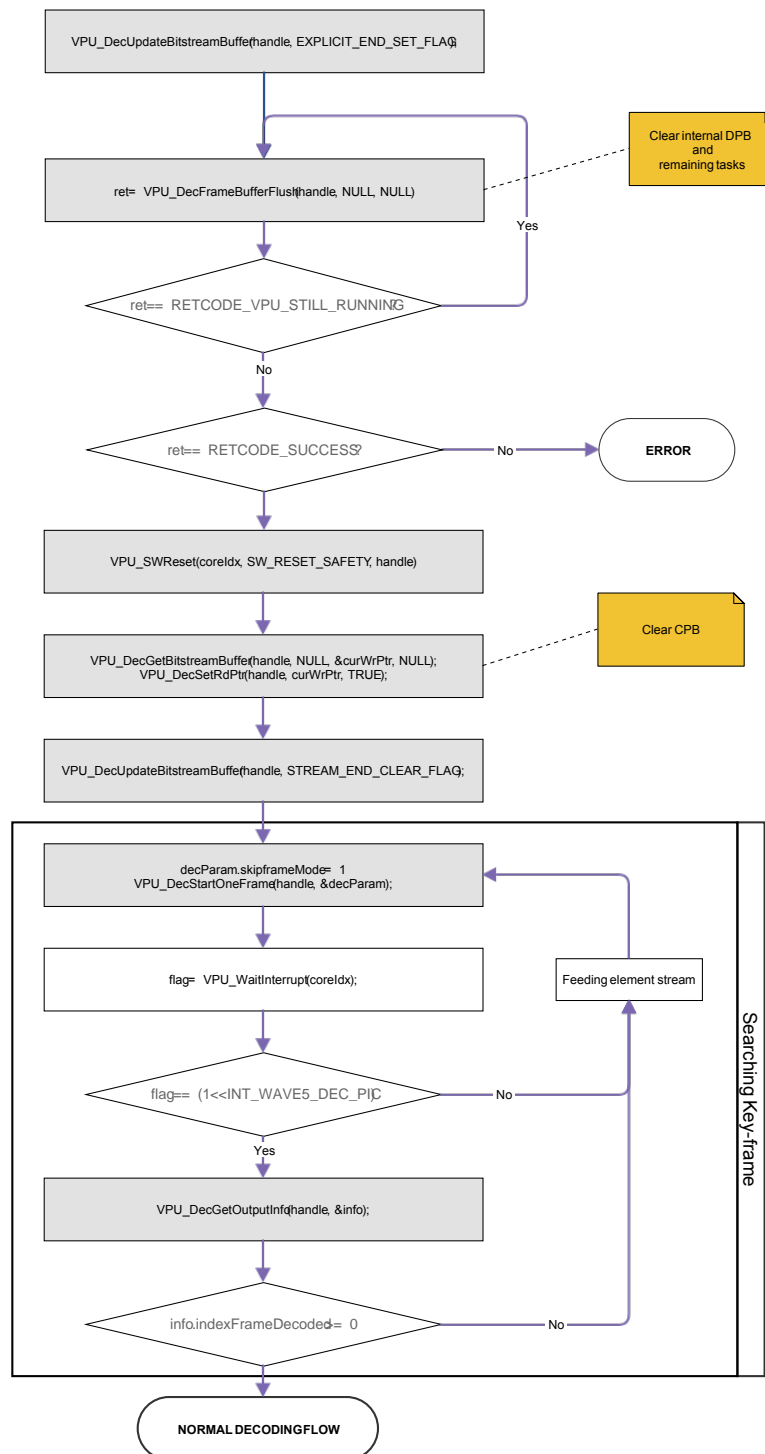 VPU_DecUpdateBitstreamBuffer(handle, EXPLICIT_END_SET_FLAG);
Clear internal DPB
and
remaining tasks
ret= VPU_DecFrameBufferFlush(handle, NULL, NULL)
Yes
ret== RETCODE_VPU_STILL_RUNNING?
No
ret== RETCODE_SUCCESS?
No
ERROR
VPU_SWReset(coreIdx, SW_RESET_SAFETY, handle)
Clear CPB
VPU_DecGetBitstreamBuffer(handle, NULL, &curWrPtr, NULL);
VPU_DecSetRdPtr(handle, curWrPtr, TRUE);
VPU_DecUpdateBitstreamBuffer(handle, STREAM_END_CLEAR_FLAG);
decParam.skipframeMode= 1
VPU_DecStartOneFrame(handle, &decParam);
flag= VPU_WaitInterrupt(coreIdx);
Feeding element stream
Searching Key-frame
flag== (1<<INT_WAVE5_DEC_PIC)
No
Yes
VPU_DecGetOutputInfo(handle, &info);
info.indexFrameDecoded>= 0
No
NORMAL DECODING FLOW